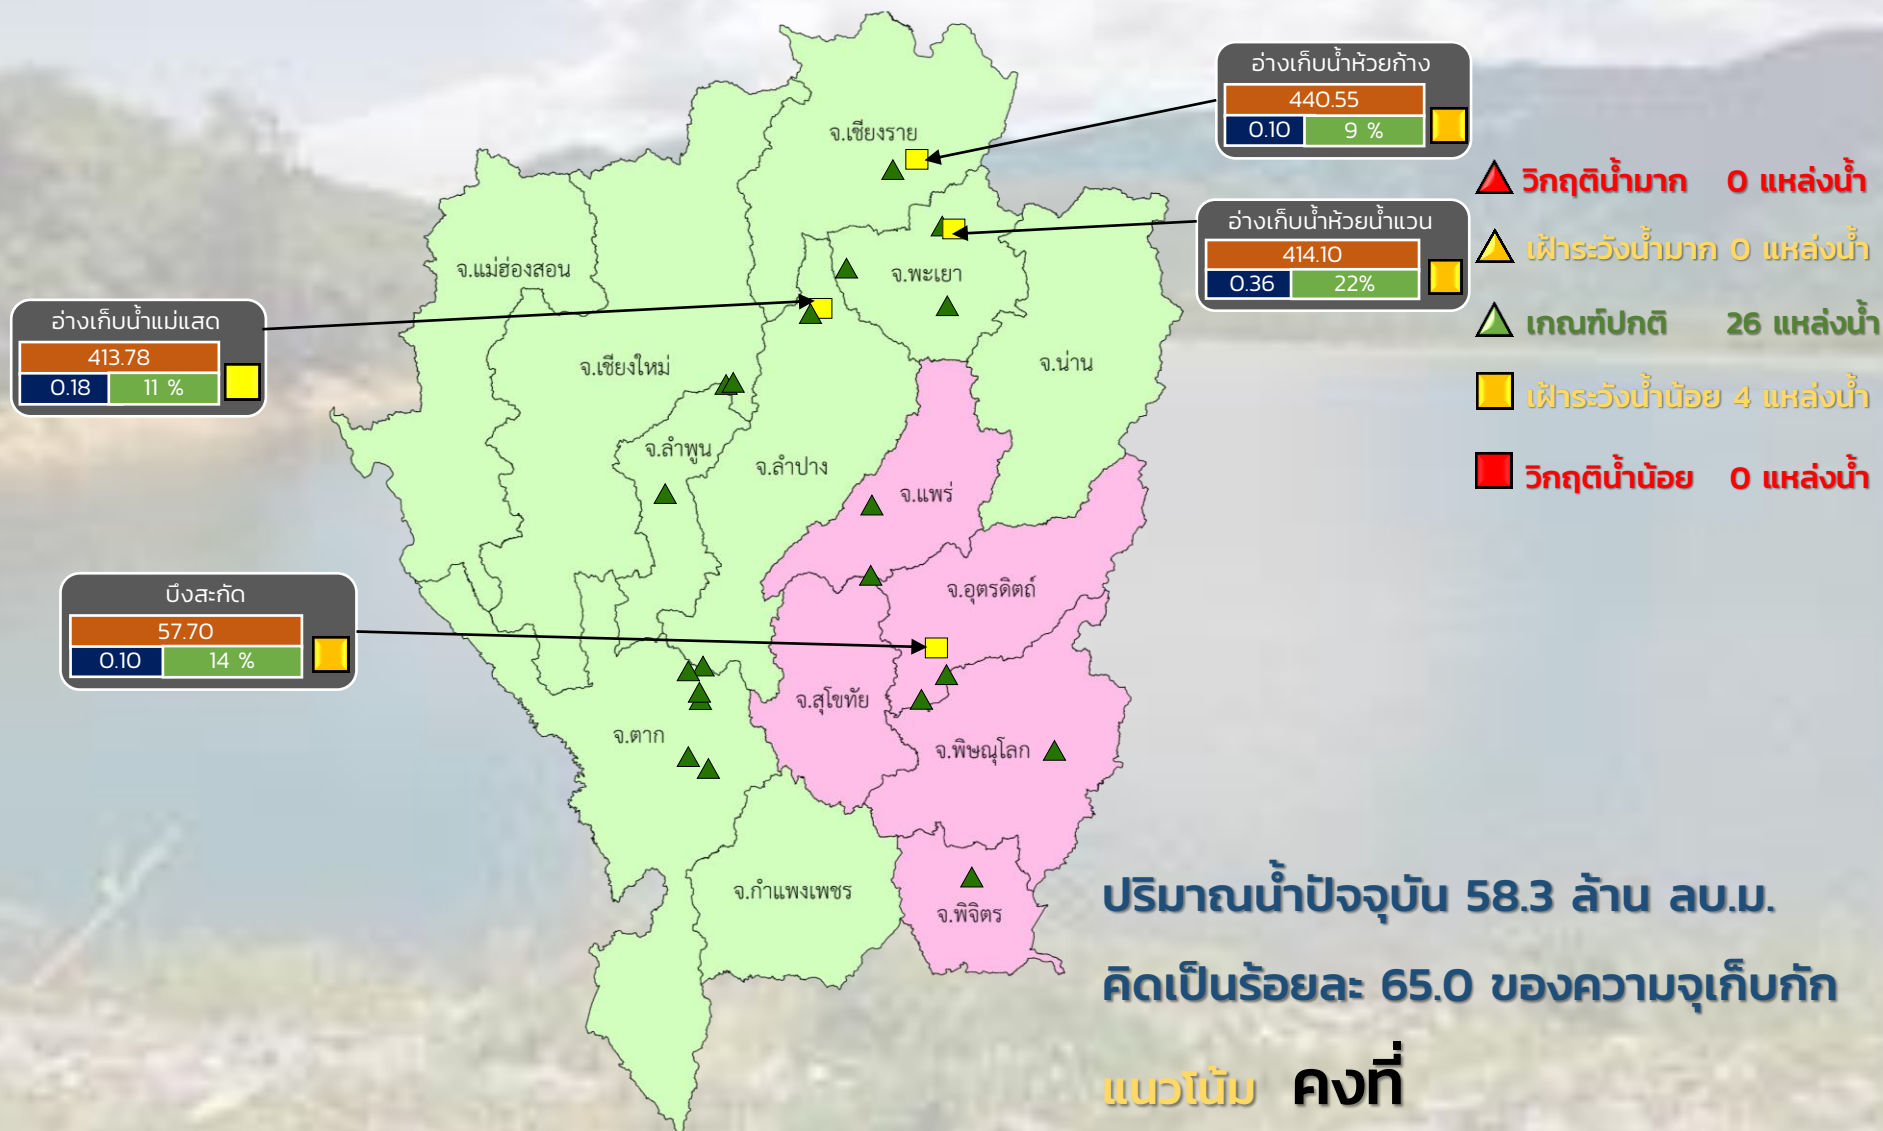 อ่างเก็บน้ำห้วยก้าง
440.55
0.10 9 %
จ.เชียงราย
วิกฤติน้ำมาก 0 แหล่งน้ำ
อ่างเก็บน้ำห้วยน้ำแวน
414.10
0.36 22%
เฝ้าระวังน้ำมาก 0 แหล่งน้ำ
จ.แม่ฮ่องสอน
จ.พะเยา
อ่างเก็บน้ำแม่แสด
413.78
0.18 11 %
เกณฑ์ปกติ 26 แหล่งน้ำ
จ.เชียงใหม่
จ.น่าน
เฝ้าระวังน้ำน้อย 4 แหล่งน้ำ
จ.ลำพูน
จ.ลำปาง
วิกฤติน้ำน้อย 0 แหล่งน้ำ
จ.แพร่
บึงสะกัด
57.70
0.10 14 %
จ.อุตรดิตถ์
จ.สุโขทัย
จ.ตาก
จ.พิษณุโลก
จ.กำแพงเพชร
จ.พิจิตร
ปริมาณน้ำปัจจุบัน 58.3 ล้าน ลบ.ม.
คิดเป็นร้อยละ 65.0 ของความจุเก็บกัก
แนวโน้ม คงที่